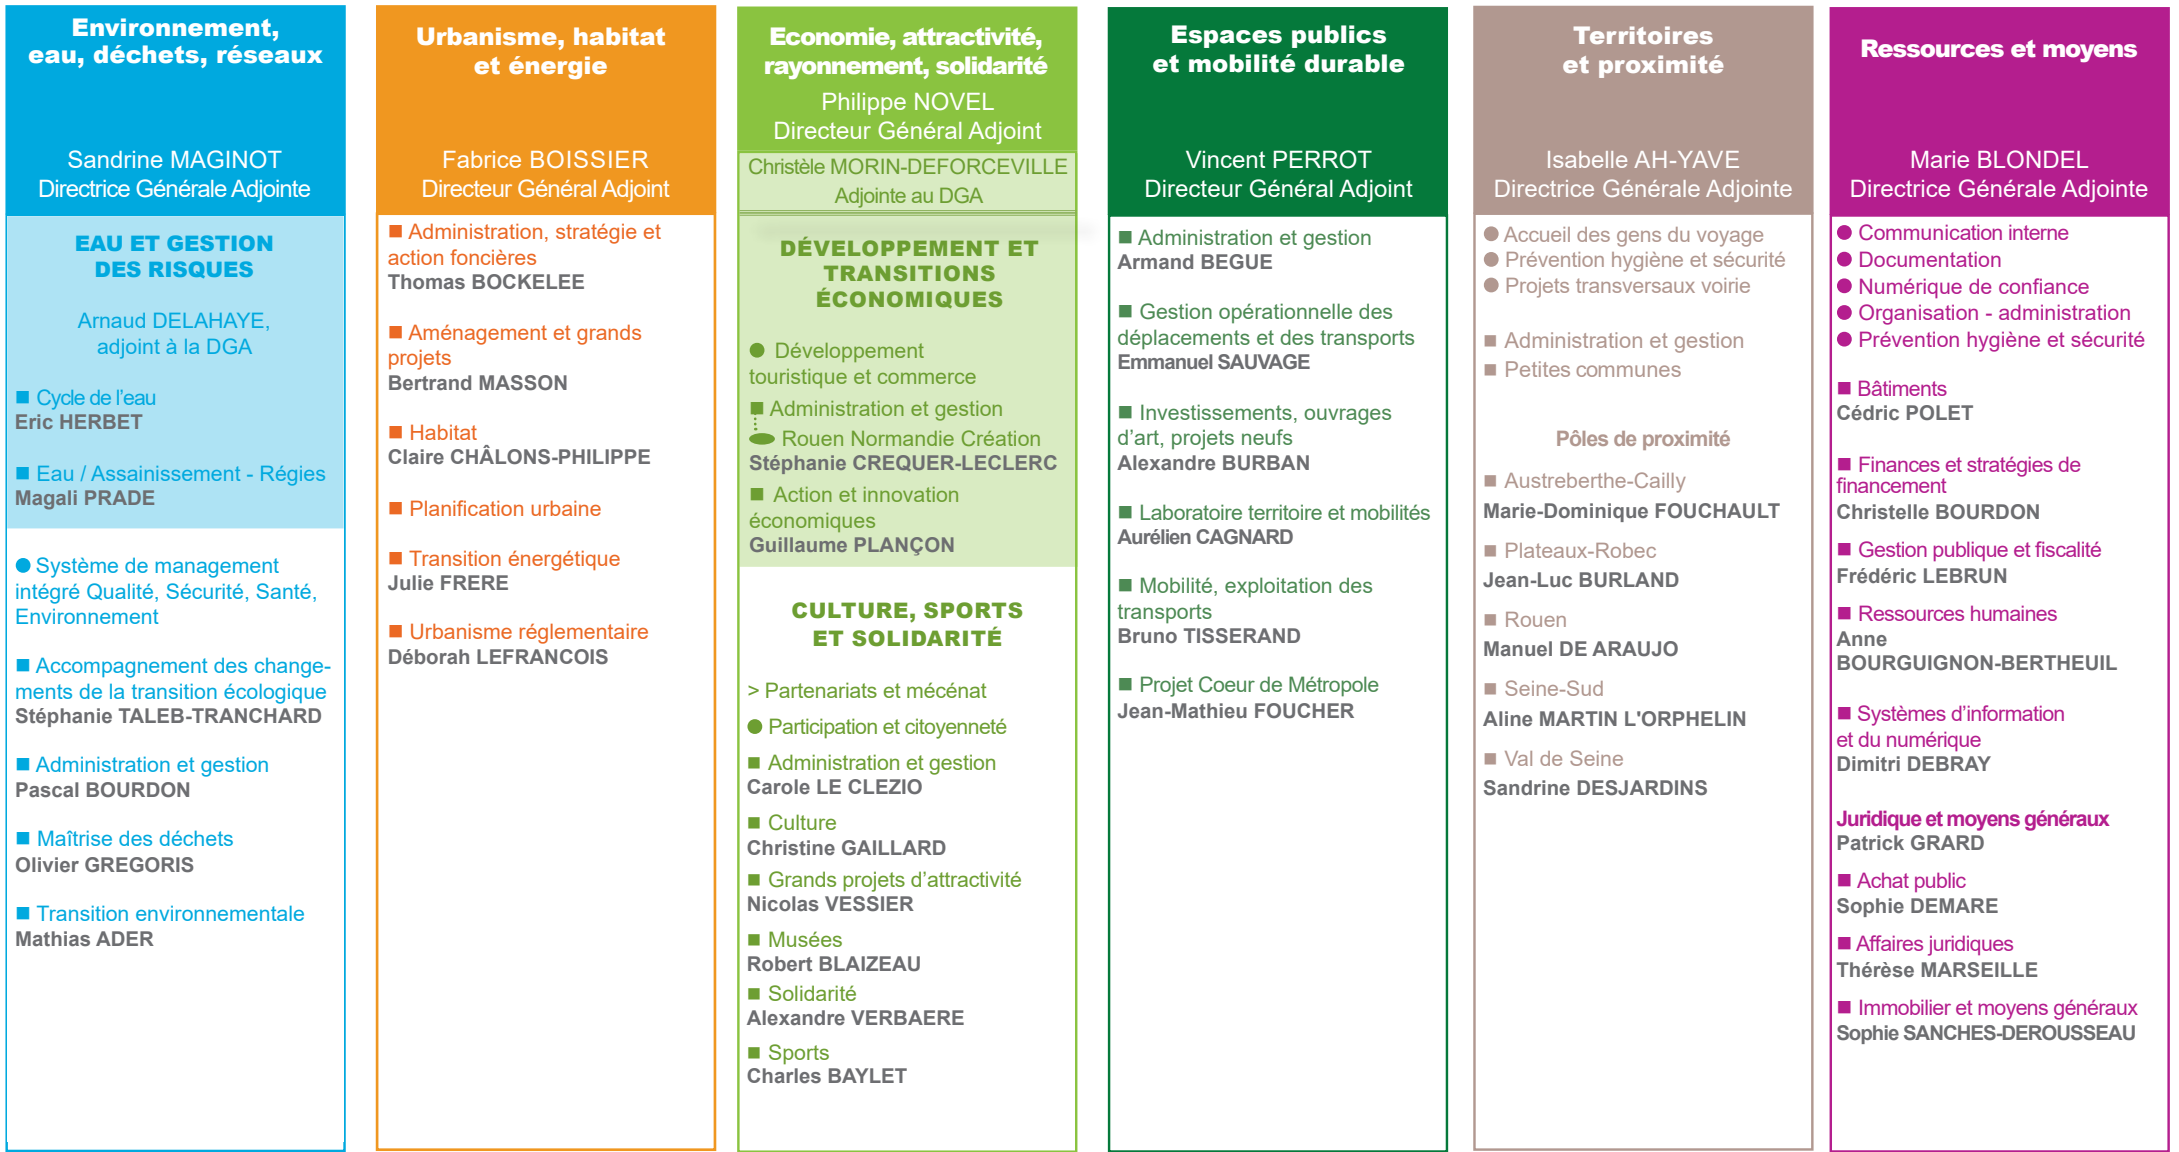 Environnement,
eau, déchets, réseaux
Sandrine MAGINOT
Directrice Générale Adjointe
EAU ET GESTION
DES RISQUES
Arnaud DELAHAYE,
adjoint à la DGA
Cycle de l'eau
Eric HERBET
Eau / Assainissement - Régies
Magali PRADE
Système de management
intégré Qualité, Sécurité, Santé,
Environnement
Accompagnement des change-
ments de la transition écologique
Stéphanie TALEB-TRANCHARD
Administration et gestion
Pascal BOURDON
Maîtrise des déchets
Olivier GREGORIS
Transition environnementale
Mathias ADER
Urbanisme, habitat
et énergie
Fabrice BOISSIER
Directeur Général Adjoint
Administration, stratégie et
action foncières
Thomas BOCKELEE
Aménagement et grands
projets
Bertrand MASSON
Habitat
Claire CHÂLONS-PHILIPPE
Planification urbaine
Transition énergétique
Julie FRERE
Urbanisme réglementaire
Déborah LEFRANCOIS
Economie, attractivité,
rayonnement, solidarité
Philippe NOVEL
Directeur Général Adjoint
Christèle MORIN-DEFORCEVILLE
Adjointe au DGA
DÉVELOPPEMENT ET
TRANSITIONS
ÉCONOMIQUES
Développement
touristique et commerce
Administration et gestion
Rouen Normandie Création
Stéphanie CREQUER-LECLERC
Action et innovation
économiques
Guillaume PLANÇON
CULTURE, SPORTS
ET SOLIDARITÉ
> Partenariats et mécénat
Participation et citoyenneté
Administration et gestion
Carole LE CLEZIO
Culture
Christine GAILLARD
Grands projets d'attractivité
Nicolas VESSIER
Musées
Robert BLAIZEAU
Solidarité
Alexandre VERBAERE
Sports
Charles BAYLET
Espaces publics
et mobilité durable
Vincent PERROT
Directeur Général Adjoint
Administration et gestion
Armand BEGUE
Gestion opérationnelle des
déplacements et des transports
Emmanuel SAUVAGE
Investissements, ouvrages
d'art, projets neufs
Alexandre BURBAN
Laboratoire territoire et mobilités
Aurélien CAGNARD
Mobilité, exploitation des
transports
Bruno TISSERAND
Projet Coeur de Métropole
Jean-Mathieu FOUCHER
Territoires
et proximité
Isabelle AH-YAVE
Directrice Générale Adjointe
Accueil des gens du voyage
Prévention hygiène et sécurité
Projets transversaux voirie
Administration et gestion
Petites communes
Pôles de proximité
Austreberthe-Cailly
Marie-Dominique FOUCHAULT
Plateaux-Robec
Jean-Luc BURLAND
Rouen
Manuel DE ARAUJO
Seine-Sud
Aline MARTIN L'ORPHELIN
Val de Seine
Sandrine DESJARDINS
Ressources et moyens
Marie BLONDEL
Directrice Générale Adjointe
Communication interne
Documentation
Numérique de confiance
Organisation - administration
Prévention hygiène et sécurité
Bâtiments
Cédric POLET
Finances et stratégies de
financement
Christelle BOURDON
Gestion publique et fiscalité
Frédéric LEBRUN
Ressources humaines
Anne
BOURGUIGNON-BERTHEUIL
Systèmes d'information
et du numérique
Dimitri DEBRAY
Juridique et moyens généraux
Patrick GRARD
Achat public
Sophie DEMARE
Affaires juridiques
Thérèse MARSEILLE
Immobilier et moyens généraux
Sophie SANCHES-DEROUSSEAU